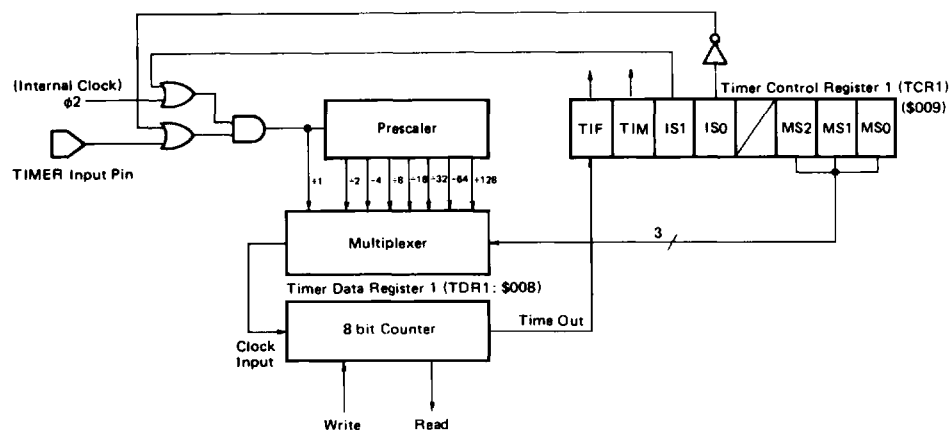 (Internal Clock)
φ2
TIMER Input Pin
Prescaler
÷1 ÷2 ÷4 ÷8 ÷16 ÷32 ÷64 ÷128
Multiplexer
Timer Data Register 1 (TDR1: $008)
8 bit Counter
Clock
Input
Write
Read
Time Out
3
Timer Control Register 1 (TCR1)
($009)
TIF TIM IS1 IS0 MS2 MS1 MS0